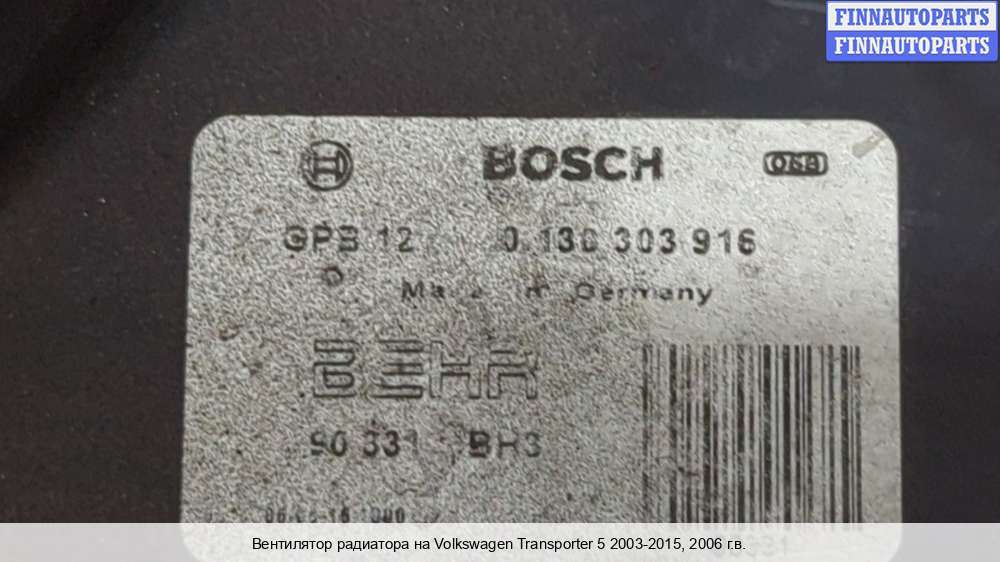 FINNAUTOPARTS
FINNAUTOPARTS
BOSCH
GPB 12 0 130 303 916
Made in Germany
BEHR
90 331 BH3
Вентилятор радиатора на Volkswagen Transporter 5 2003-2015, 2006 г.в.